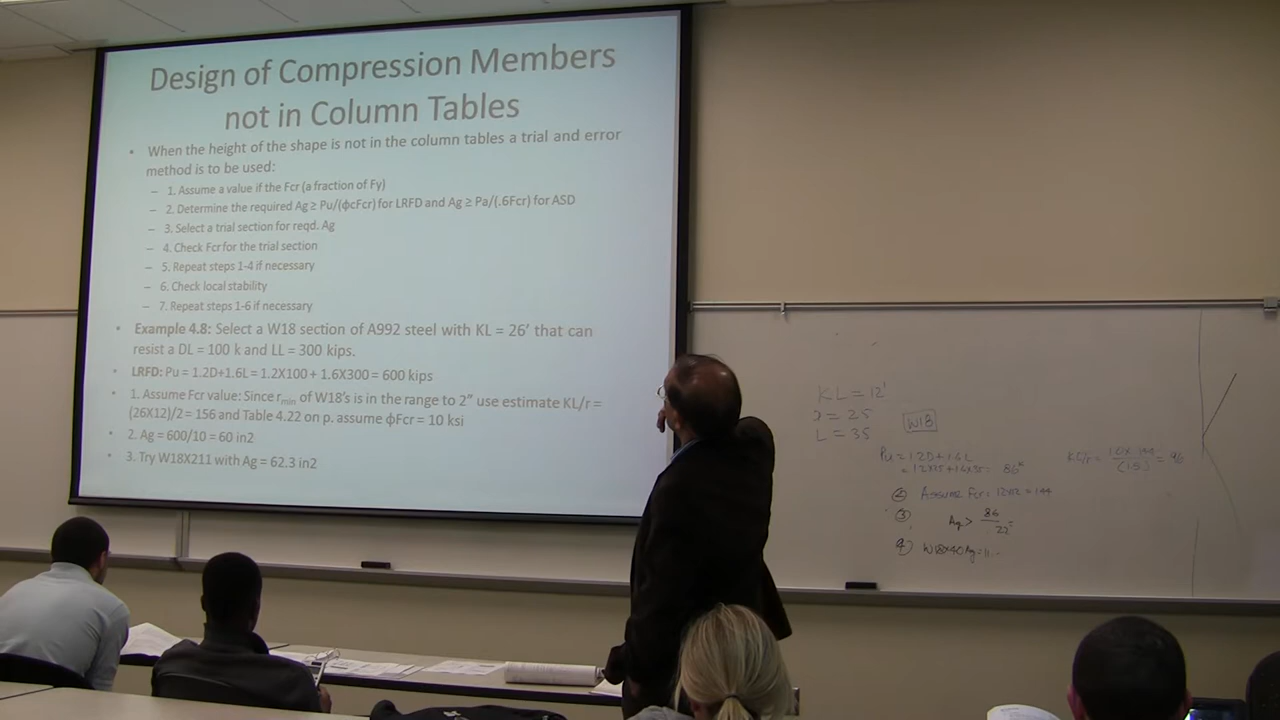 Design of Compression Members
not in Column Tables
• When the height of the shape is not in the column tables a trial and error
method is to be used:
– 1. Assume a value if the Fcr (a fraction of Fy)
– 2. Determine the required Ag ≥ Pu/(ϕcFcr) for LRFD and Ag ≥ Pa/(.6Fcr) for ASD
– 3. Select a trial section for reqd. Ag
– 4. Check Fcr for the trial section
– 5. Repeat steps 1-4 if necessary
– 6. Check local stability
– 7. Repeat steps 1-6 if necessary
• Example 4.8: Select a W18 section of A992 steel with KL = 26’ that can
resist a DL = 100 k and LL = 300 kips.
• LRFD: Pu = 1.2D+1.6L = 1.2X100 + 1.6X300 = 600 kips
• 1. Assume Fcr value: Since rmin of W18’s is in the range to 2” use estimate KL/r =
(26X12)/2 = 156 and Table 4.22 on p. assume ϕFcr = 10 ksi
• 2. Ag = 600/10 = 60 in2
• 3. Try W18X211 with Ag = 62.3 in2
KL = 12'
= 25
L = 35
W18
Pu = 1.2D+1.6L
= 1.2x25+1.6x35 = 86k
KL/r = = 96
② Assume Fcr = = 144
③ Ag > 86
④ W18x40 Ag = 11.